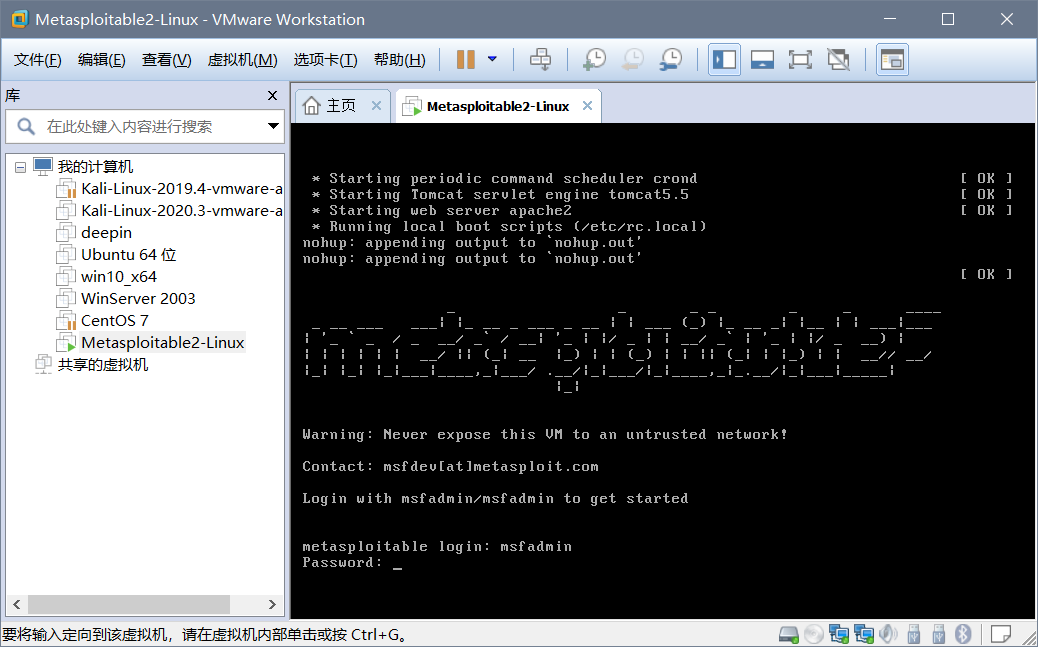 Metasploitable2-Linux - VMware Workstation
文件(F) 编辑(E) 查看(V) 虚拟机(M) 选项卡(T) 帮助(H)
库
在此处键入内容进行搜索
我的计算机
Kali-Linux-2019.4-vmware-a
Kali-Linux-2020.3-vmware-a
deepin
Ubuntu 64 位
win10_x64
WinServer 2003
CentOS 7
Metasploitable2-Linux
共享的虚拟机
主页
Metasploitable2-Linux
* Starting periodic command scheduler crond [ OK ]
* Starting Tomcat servlet engine tomcat5.5 [ OK ]
* Starting web server apache2 [ OK ]
* Running local boot scripts (/etc/rc.local)
nohup: appending output to `nohup.out'
nohup: appending output to `nohup.out'
[ OK ]
metasploitable2
Warning: Never expose this VM to an untrusted network!
Contact: msfdev[at]metasploit.com
Login with msfadmin/msfadmin to get started
metasploitable login: msfadmin
Password: _
要将输入定向到该虚拟机，请在虚拟机内部单击或按 Ctrl+G。